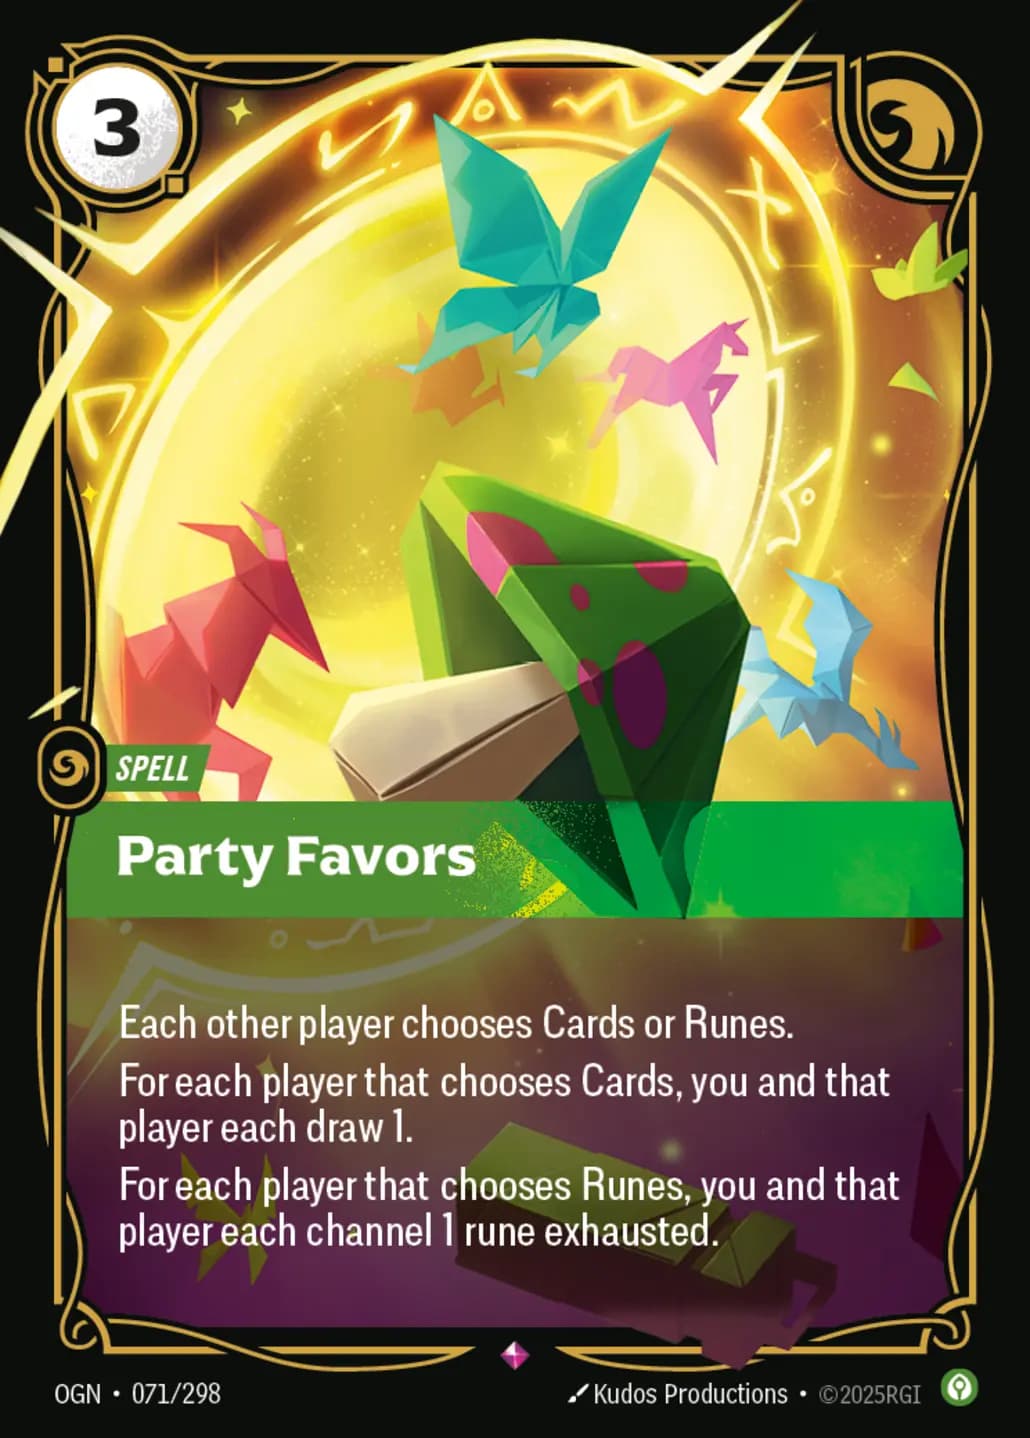 3
SPELL
Party Favors
Each other player chooses Cards or Runes.
For each player that chooses Cards, you and that
player each draw 1.
For each player that chooses Runes, you and that
player each channel 1 rune exhausted.
OGN • 071/298
Kudos Productions • ©2025RGI